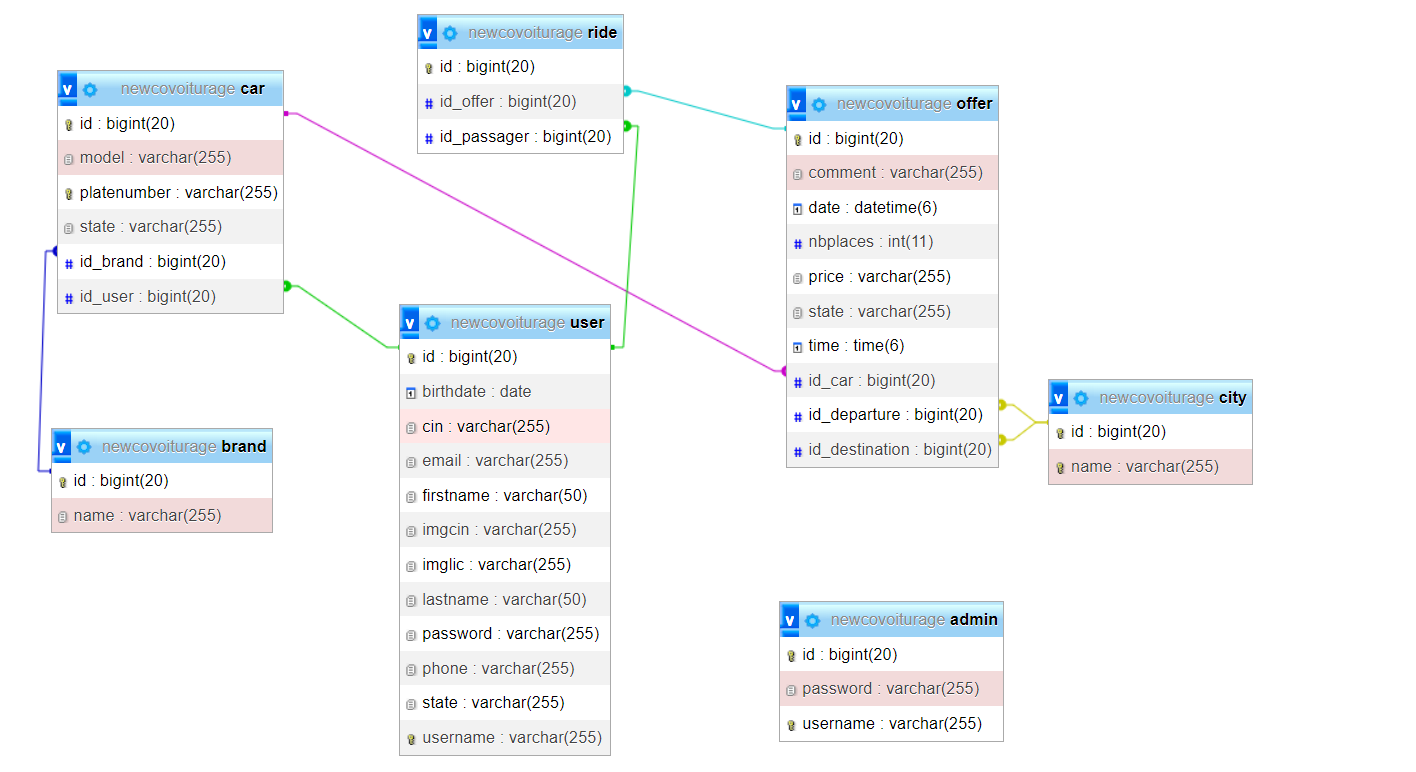 newcovoiturage ride
id : bigint(20)
id_offer : bigint(20)
id_passager : bigint(20)
newcovoiturage car
id : bigint(20)
model : varchar(255)
platenumber : varchar(255)
state : varchar(255)
id_brand : bigint(20)
id_user : bigint(20)
newcovoiturage offer
id : bigint(20)
comment : varchar(255)
date : datetime(6)
nbplaces : int(11)
price : varchar(255)
state : varchar(255)
time : time(6)
id_car : bigint(20)
id_departure : bigint(20)
id_destination : bigint(20)
newcovoiturage user
id : bigint(20)
birthdate : date
cin : varchar(255)
email : varchar(255)
firstname : varchar(50)
imgcin : varchar(255)
imglic : varchar(255)
lastname : varchar(50)
password : varchar(255)
phone : varchar(255)
state : varchar(255)
username : varchar(255)
newcovoiturage city
id : bigint(20)
name : varchar(255)
newcovoiturage brand
id : bigint(20)
name : varchar(255)
newcovoiturage admin
id : bigint(20)
password : varchar(255)
username : varchar(255)